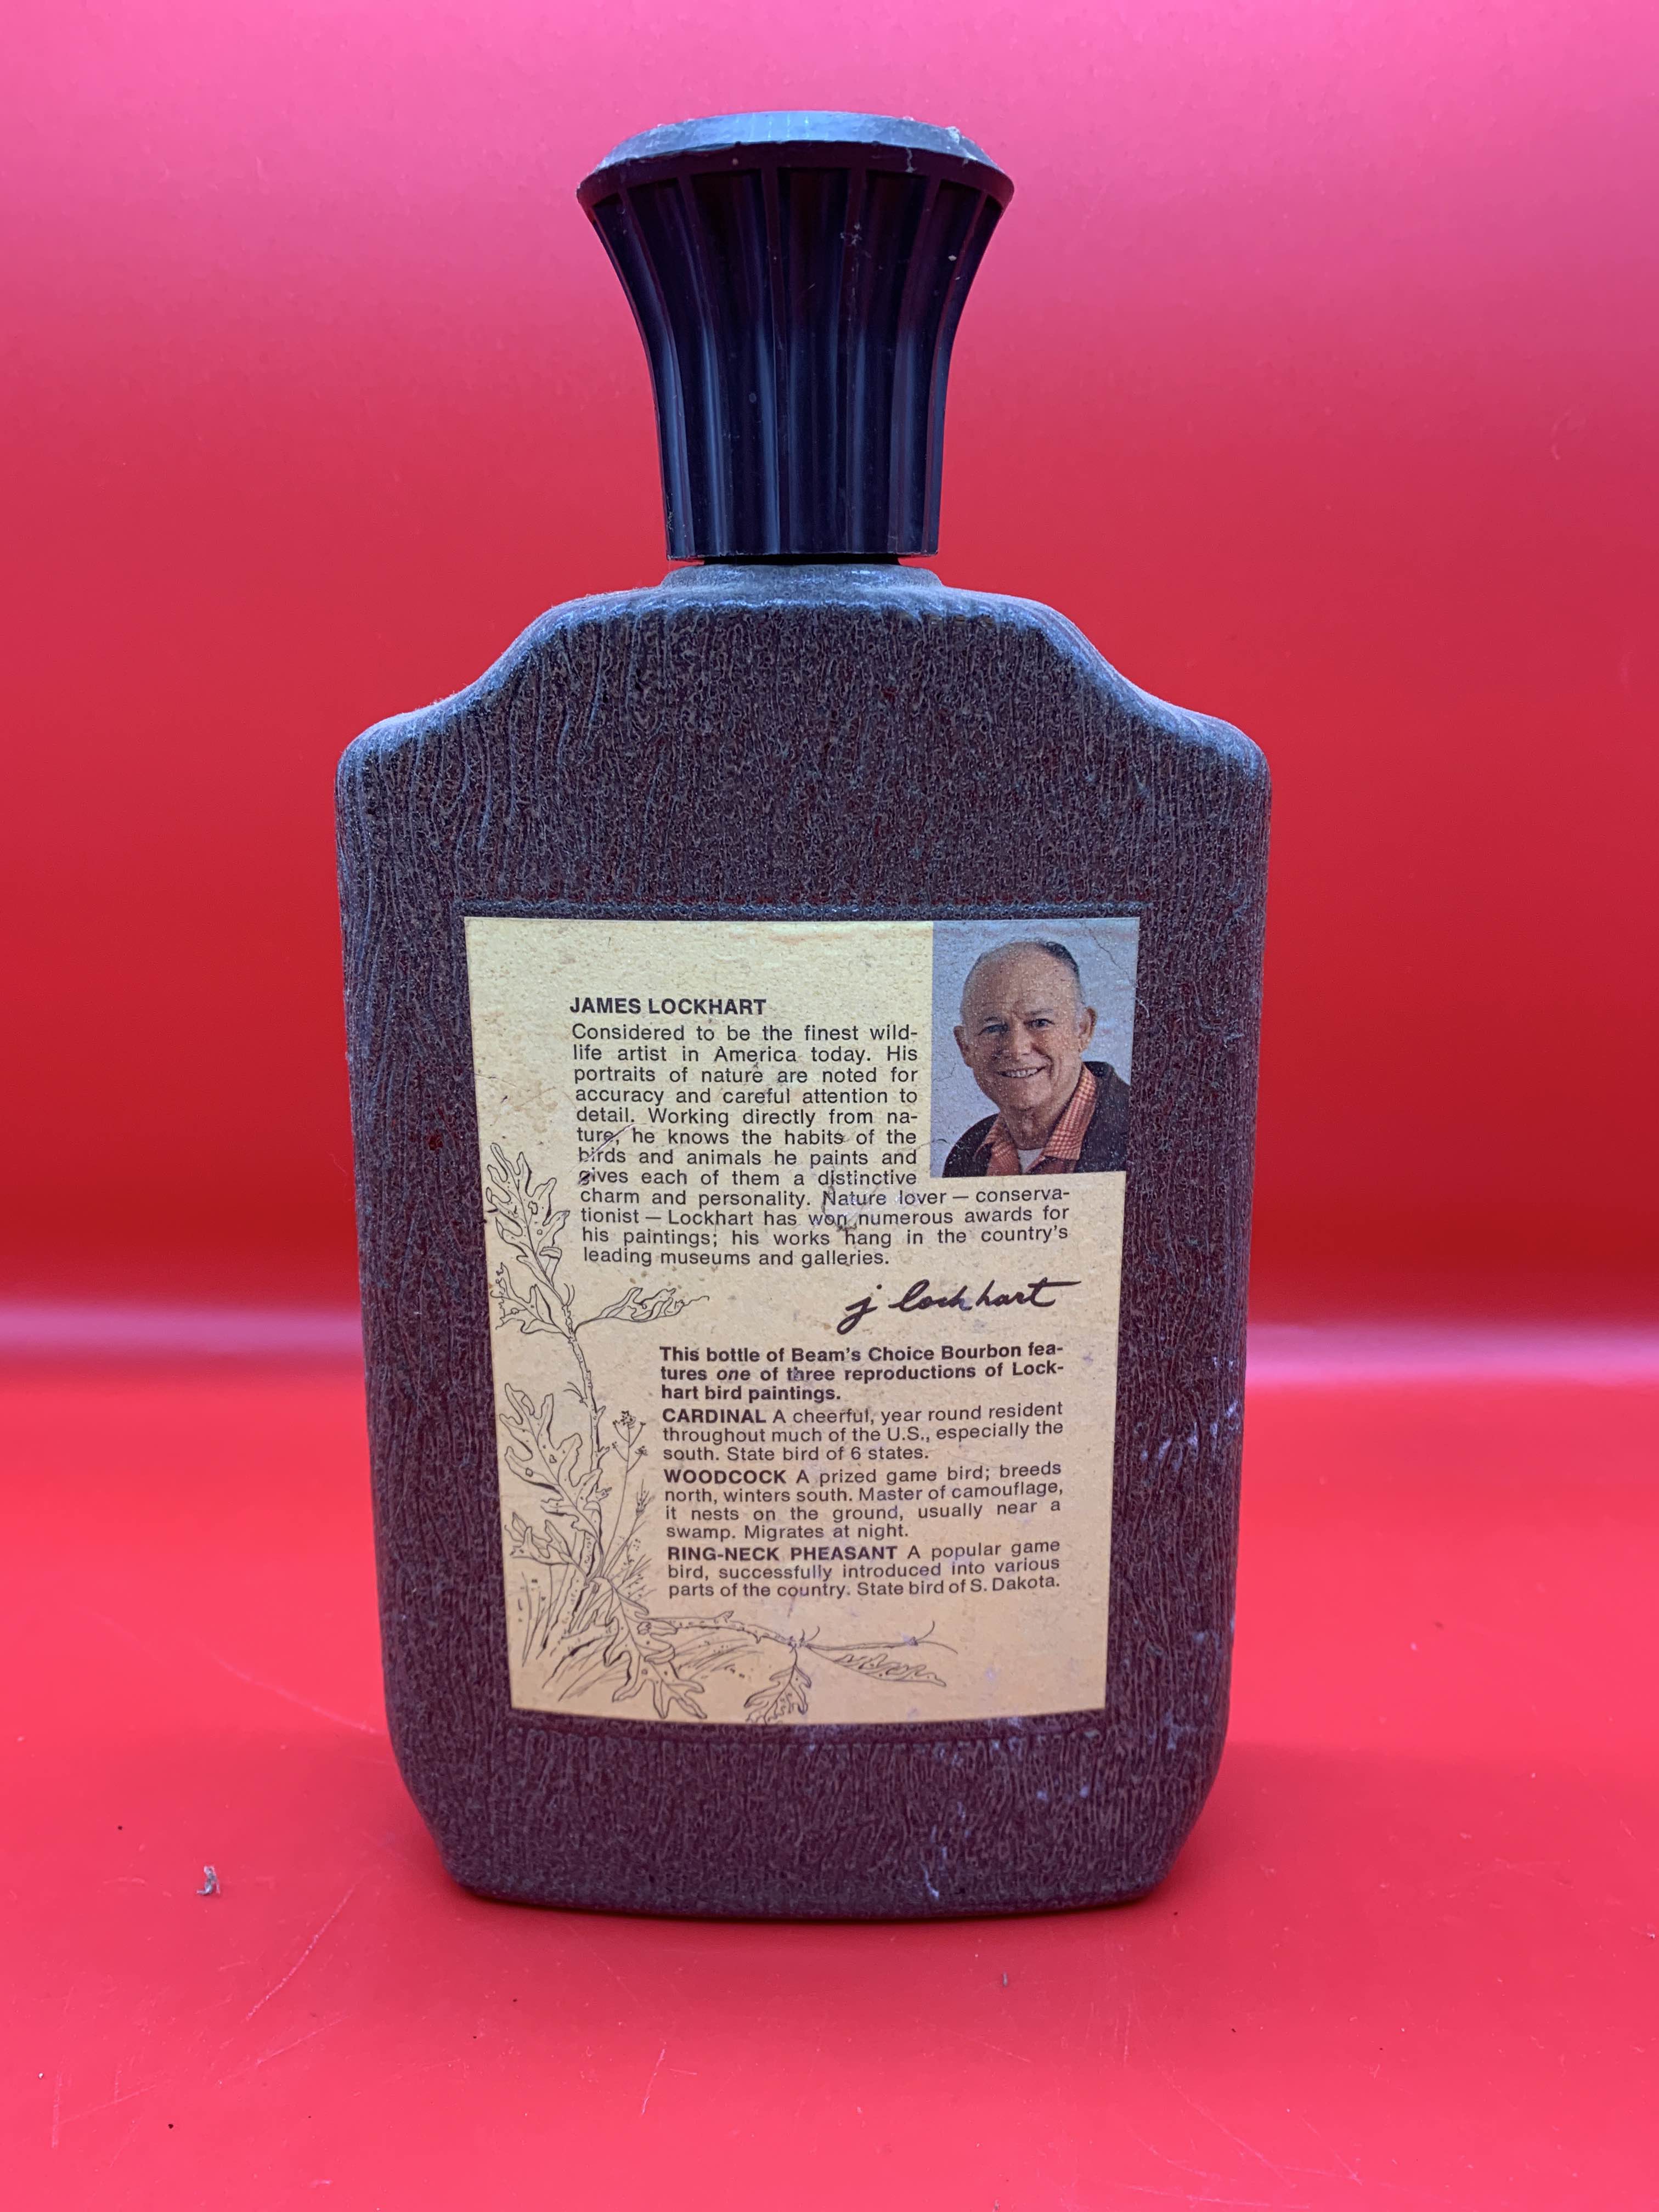 JAMES LOCKHART
Considered to be the finest wild-
life artist in America today. His
portraits of nature are noted for
accuracy and careful attention to
detail. Working directly from na-
ture, he knows the habits of the
birds and animals he paints and
gives each of them a distinctive
charm and personality. Nature lover — conserva-
tionist — Lockhart has won numerous awards for
his paintings; his works hang in the country's
leading museums and galleries.
j lockhart
This bottle of Beam's Choice Bourbon fea-
tures one of three reproductions of Lock-
hart bird paintings.
CARDINAL A cheerful, year round resident
throughout much of the U.S., especially the
south. State bird of 6 states.
WOODCOCK A prized game bird; breeds
north, winters south. Master of camouflage,
it nests on the ground, usually near a
swamp. Migrates at night.
RING-NECK PHEASANT A popular game
bird, successfully introduced into various
parts of the country. State bird of S. Dakota.